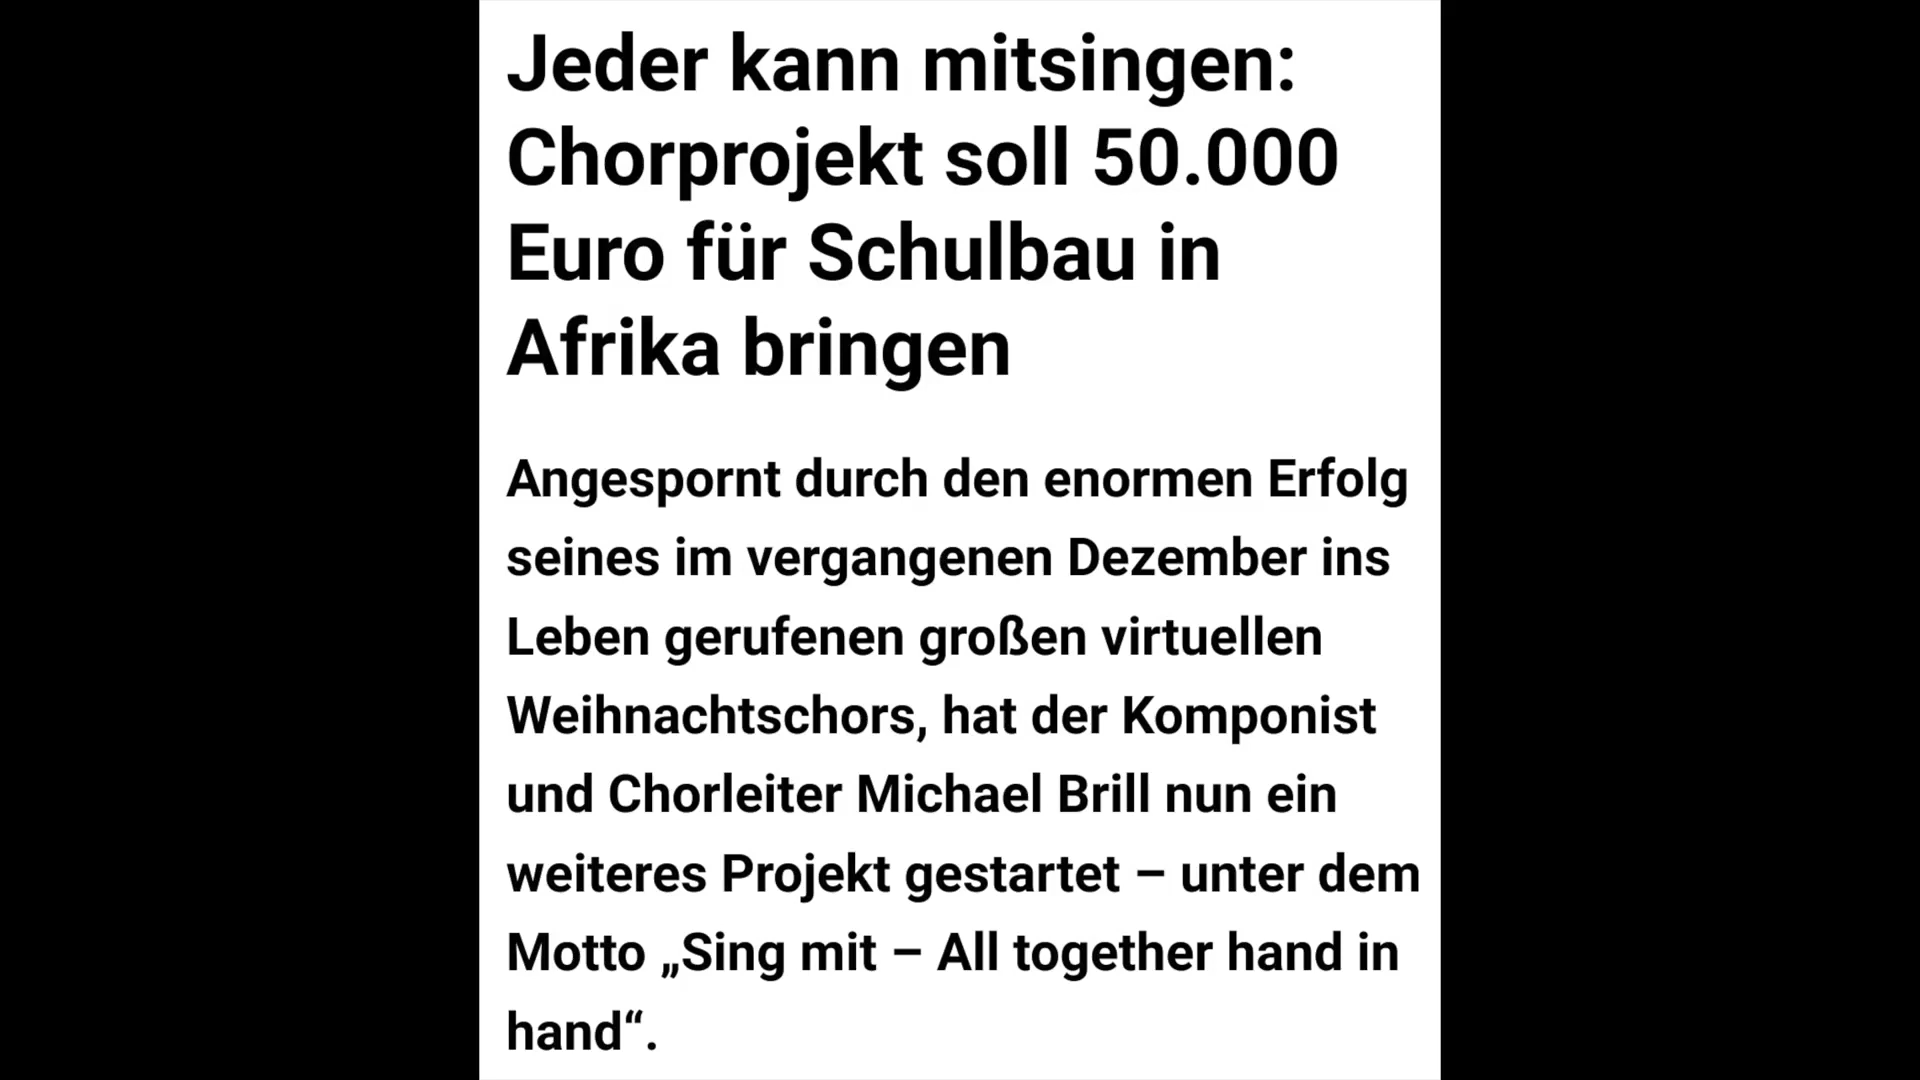 Jeder kann mitsingen:
Chorprojekt soll 50.000
Euro für Schulbau in
Afrika bringen
Angespornt durch den enormen Erfolg
seines im vergangenen Dezember ins
Leben gerufenen großen virtuellen
Weihnachtschors, hat der Komponist
und Chorleiter Michael Brill nun ein
weiteres Projekt gestartet – unter dem
Motto „Sing mit – All together hand in
hand“.